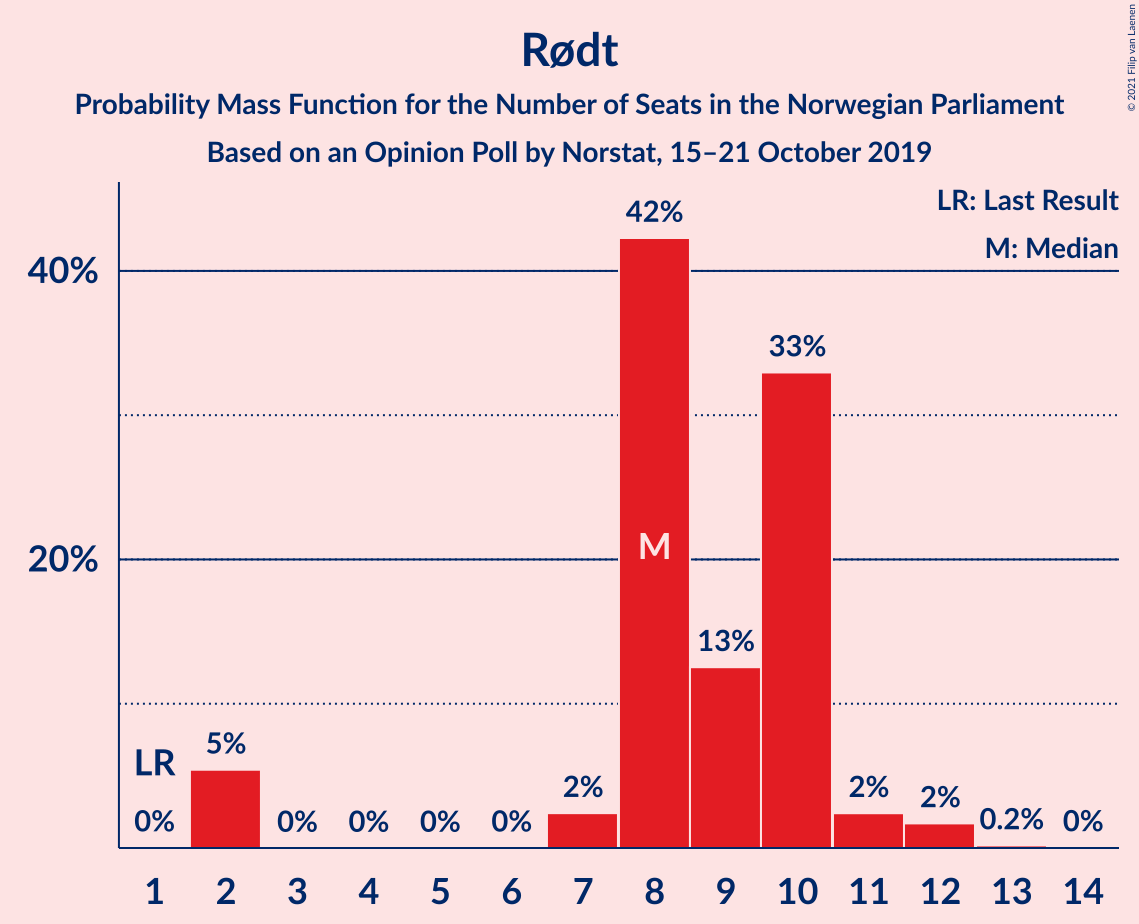 Rødt
Probability Mass Function for the Number of Seats in the Norwegian Parliament
Based on an Opinion Poll by Norstat, 15–21 October 2019
© 2021 Filip van Laenen
LR: Last Result
M: Median
40%
20%
LR
0%
5%
0%
0%
0%
0%
2%
42%
M
13%
33%
2%
2%
0.2%
0%
1 2 3 4 5 6 7 8 9 10 11 12 13 14